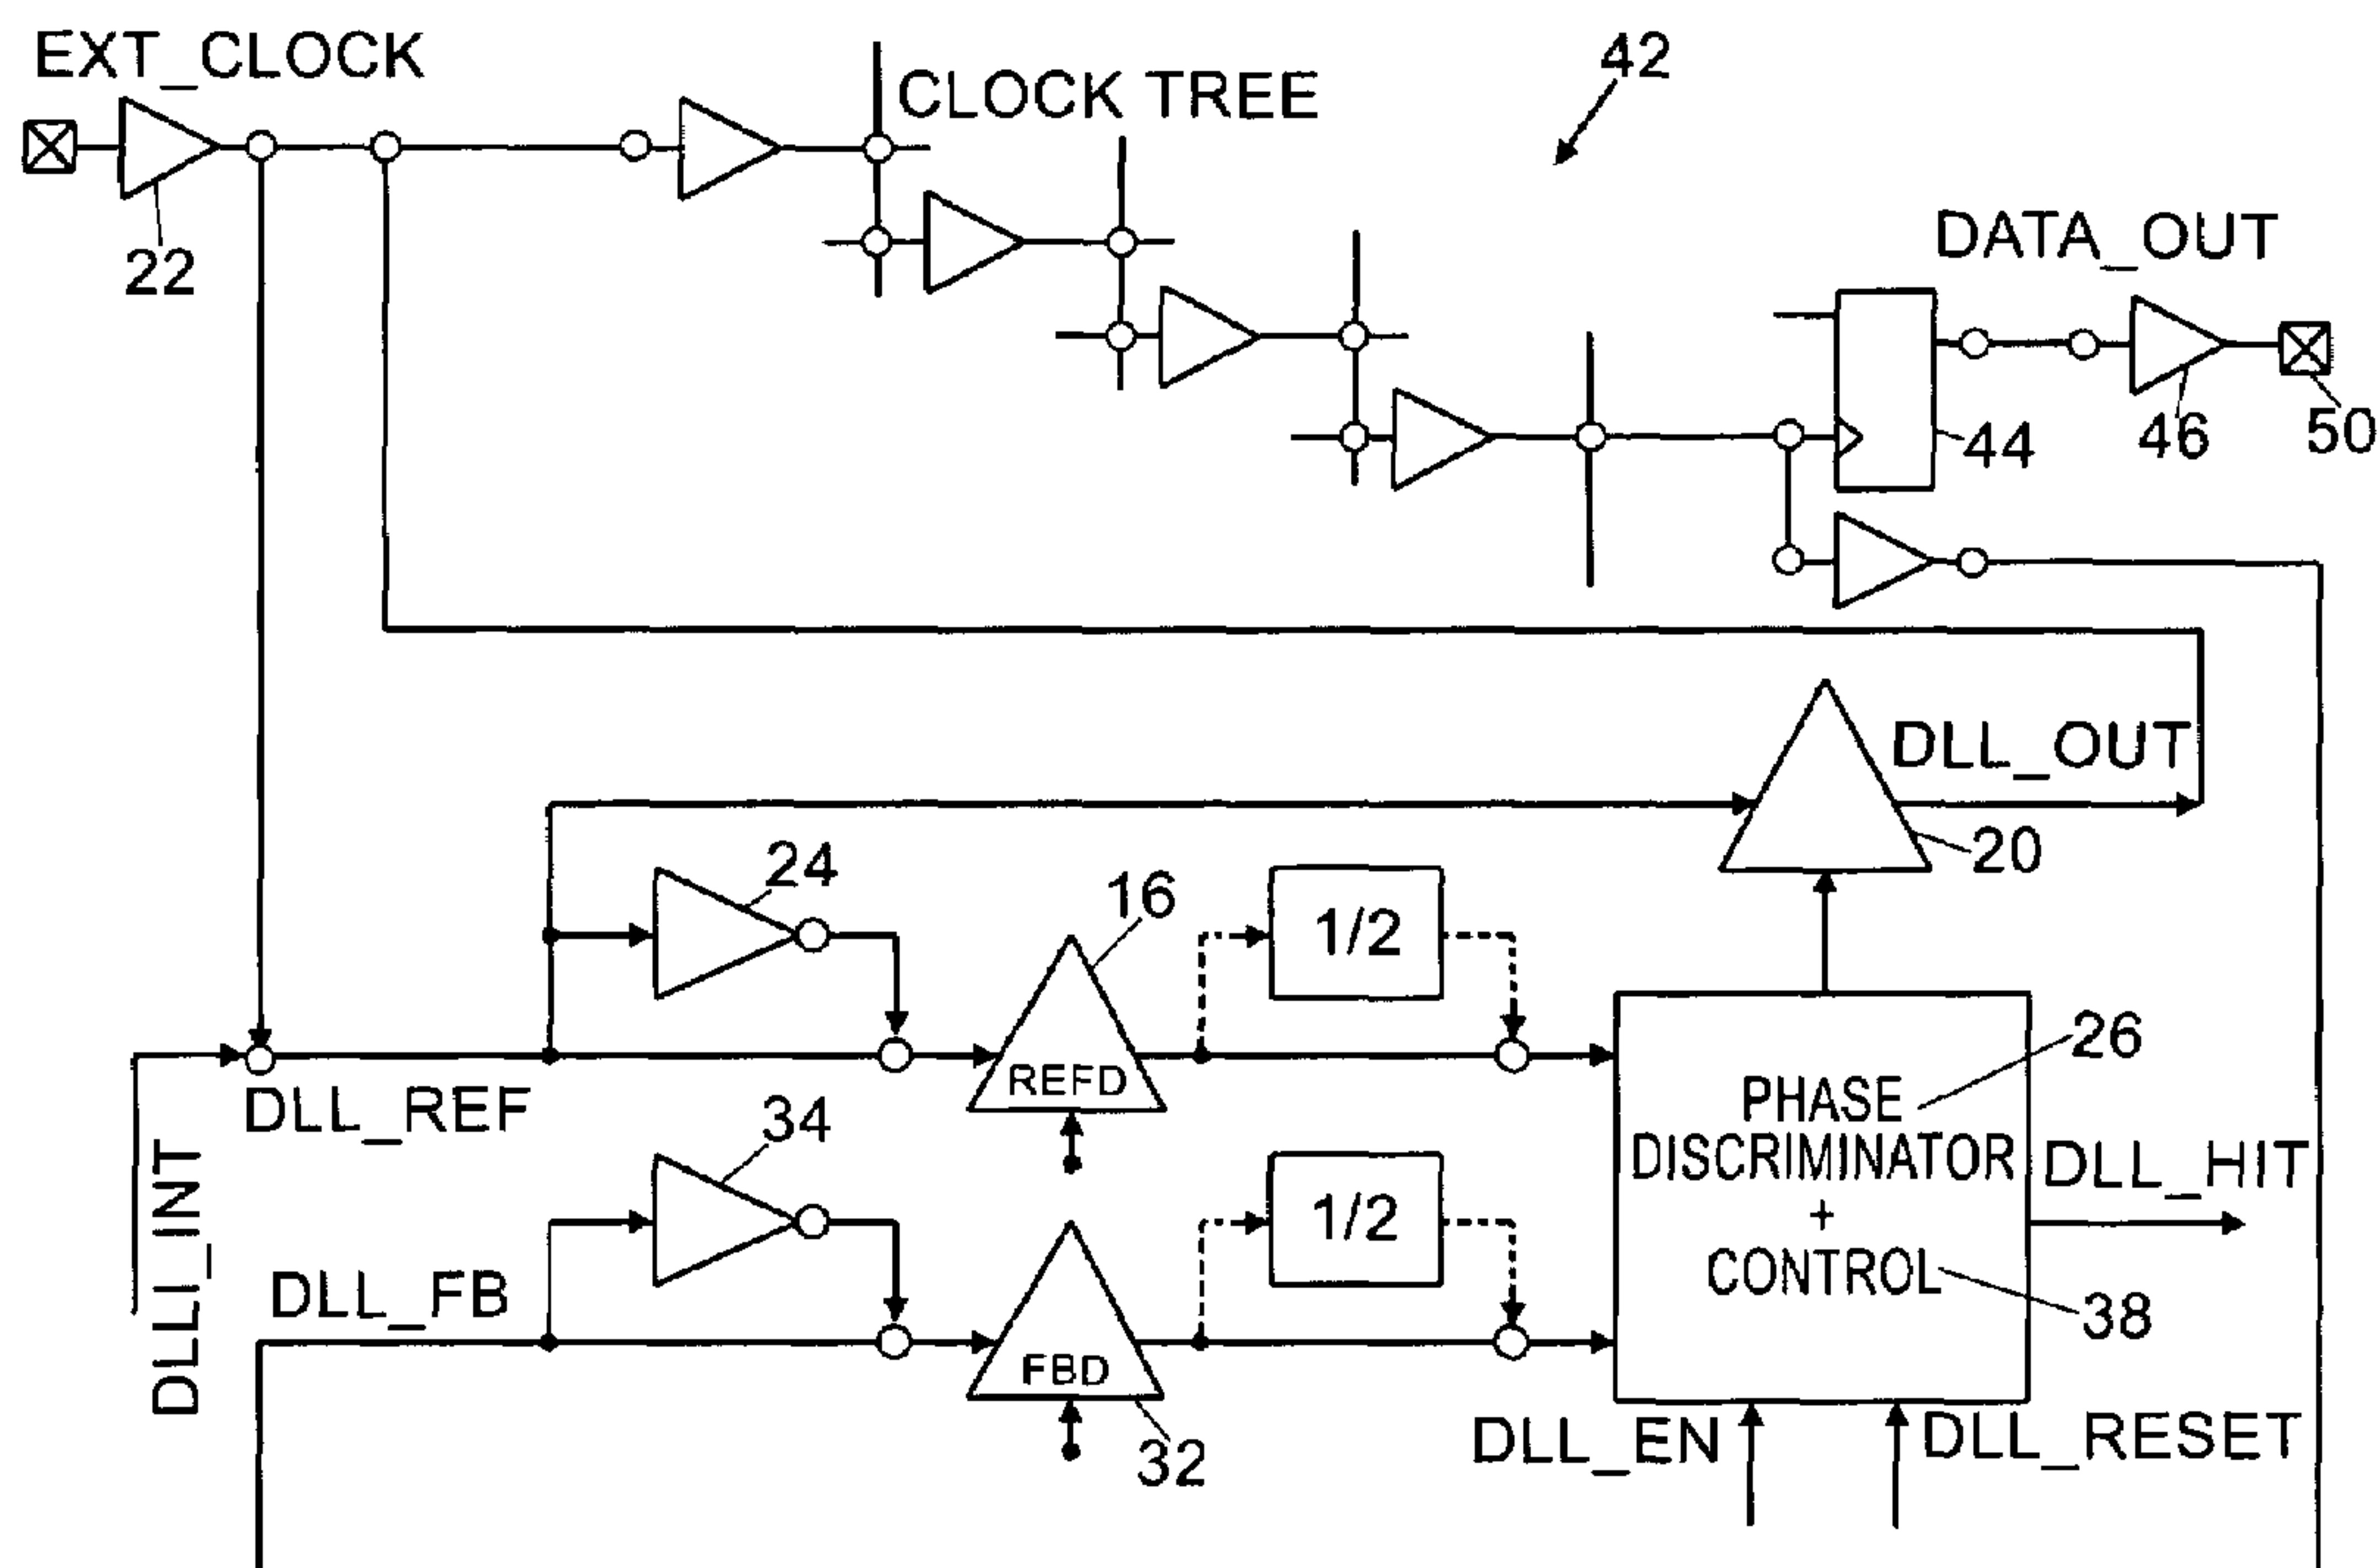 EXT_CLOCK
CLOCK TREE
42
22
DATA_OUT
44
46
50
DLL_OUT
20
24
16
1/2
REFD
DLL_REF
26
PHASE
DISCRIMINATOR
+
CONTROL
38
DLL_HIT
DLLI_INT
34
1/2
DLL_FB
FBD
32
DLL_EN
DLL_RESET